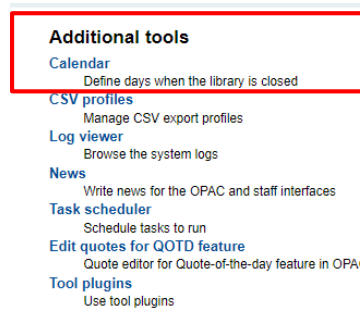 Additional tools
Calendar
Define days when the library is closed
CSV profiles
Manage CSV export profiles
Log viewer
Browse the system logs
News
Write news for the OPAC and staff interfaces
Task scheduler
Schedule tasks to run
Edit quotes for QOTD feature
Quote editor for Quote-of-the-day feature in OPA
Tool plugins
Use tool plugins